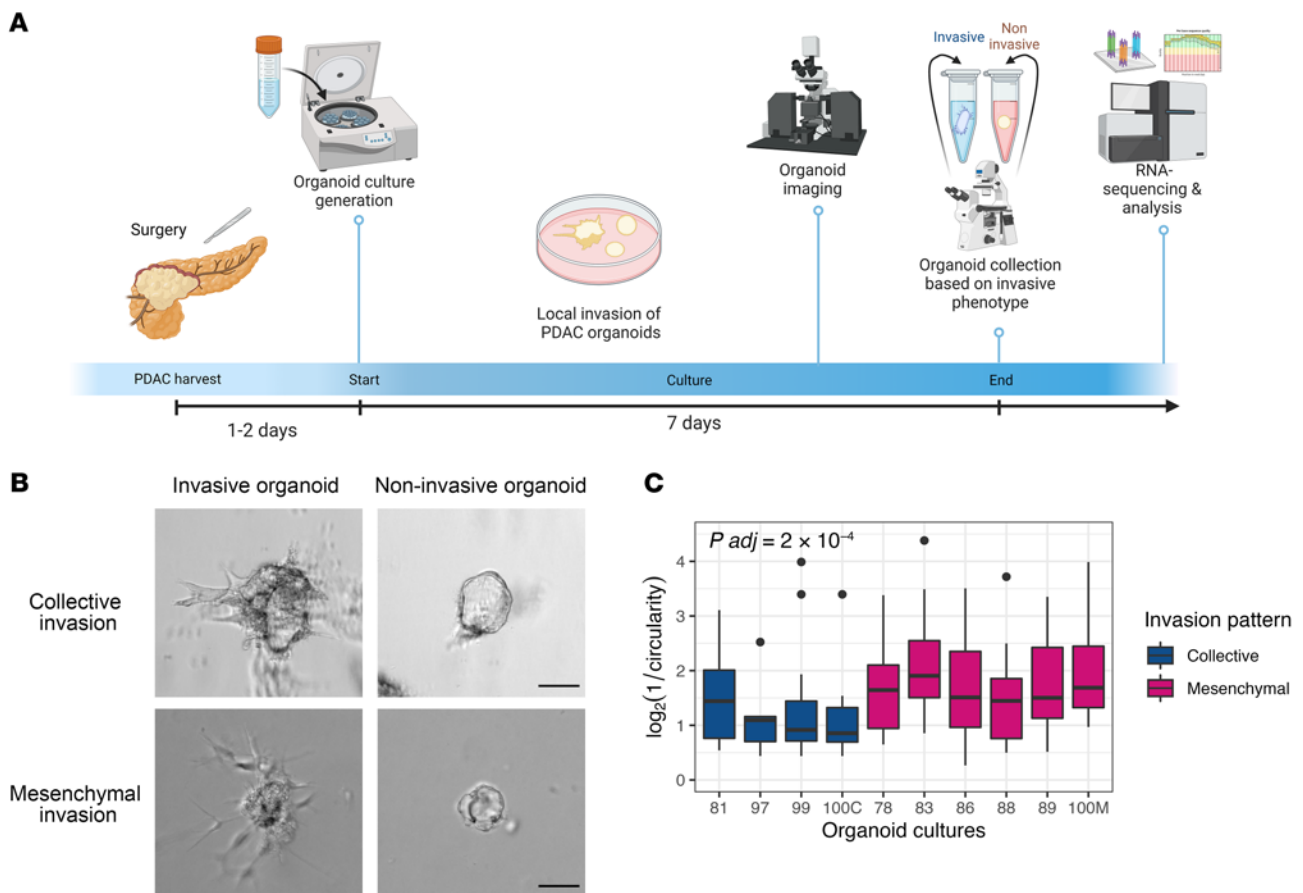 A
Surgery
Organoid culture
generation
Local invasion of
PDAC organoids
Organoid
imaging
Invasive
Non
invasive
Organoid collection
based on invasive
phenotype
RNA-
sequencing &
analysis
PDAC harvest
Start
Culture
End
1-2 days
7 days
B
Invasive organoid
Non-invasive organoid
Collective
invasion
Mesenchymal
invasion
C
P adj = 2 × 10⁻⁴
log₂(1/circularity)
4
3
2
1
0
81 97 99 100C 78 83 86 88 89 100M
Organoid cultures
Invasion pattern
Collective
Mesenchymal